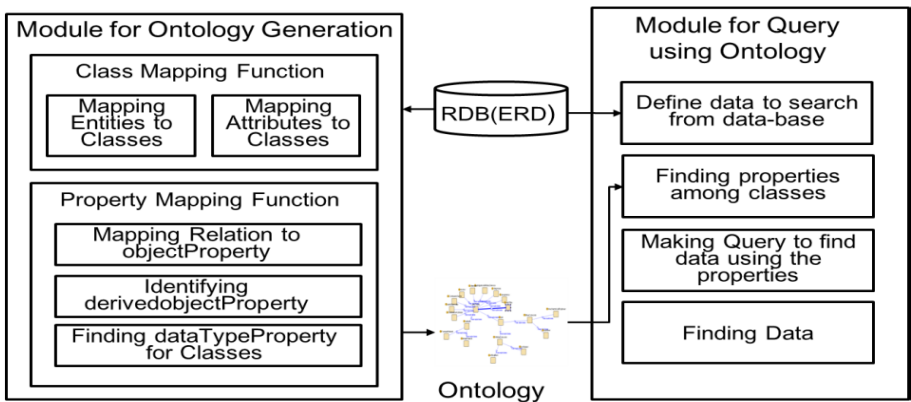 Module for Ontology Generation
Class Mapping Function
Mapping
Entities to
Classes
Mapping
Attributes to
Classes
Property Mapping Function
Mapping Relation to
objectProperty
Identifying
derivedobjectProperty
Finding dataTypeProperty
for Classes
RDB(ERD)
Ontology
Module for Query
using Ontology
Define data to search
from data-base
Finding properties
among classes
Making Query to find
data using the
properties
Finding Data